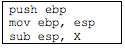 push ebp
mov ebp, esp
sub esp, X